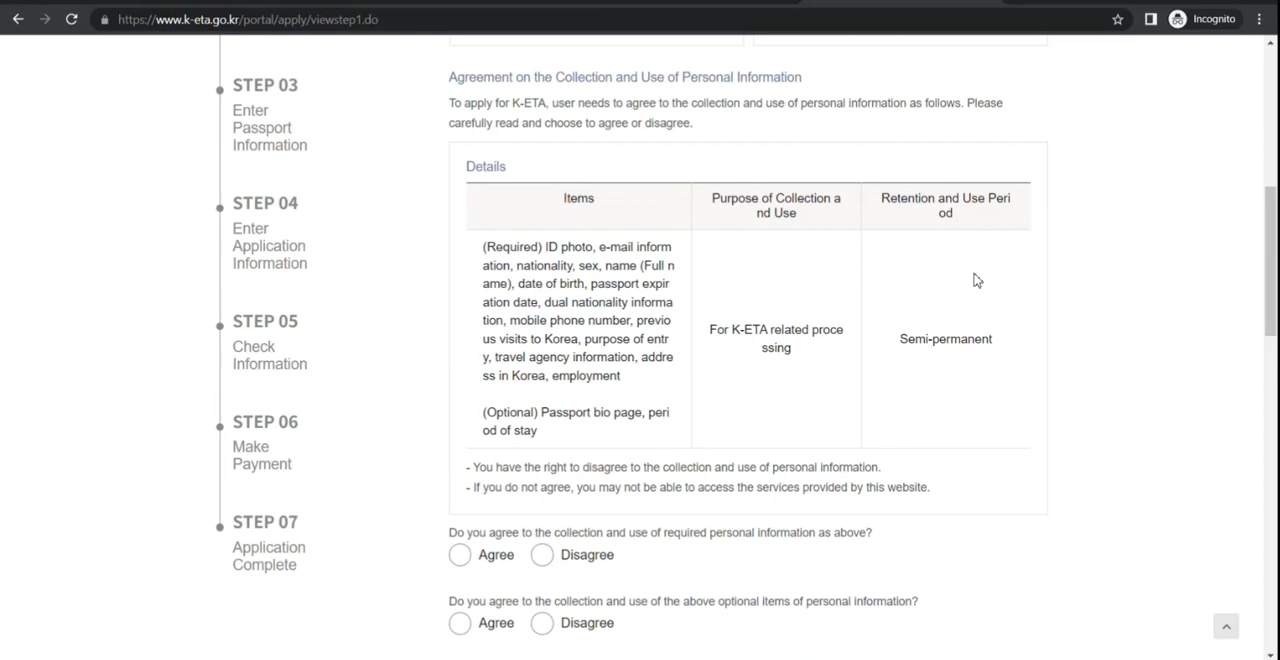 https://www.k-eta.go.kr/portal/apply/viewstep1.do
Incognito
STEP 03
Enter
Passport
Information
STEP 04
Enter
Application
Information
STEP 05
Check
Information
STEP 06
Make
Payment
STEP 07
Application
Complete
Agreement on the Collection and Use of Personal Information
To apply for K-ETA, user needs to agree to the collection and use of personal information as follows. Please
carefully read and choose to agree or disagree.
Details
Items
Purpose of Collection a
nd Use
Retention and Use Peri
od
(Required) ID photo, e-mail inform
ation, nationality, sex, name (Full n
ame), date of birth, passport expir
ation date, dual nationality informa
tion, mobile phone number, previo
us visits to Korea, purpose of entr
y, travel agency information, addre
ss in Korea, employment
(Optional) Passport bio page, peri
od of stay
For K-ETA related proce
ssing
Semi-permanent
- You have the right to disagree to the collection and use of personal information.
- If you do not agree, you may not be able to access the services provided by this website.
Do you agree to the collection and use of required personal information as above?
Agree Disagree
Do you agree to the collection and use of the above optional items of personal information?
Agree Disagree